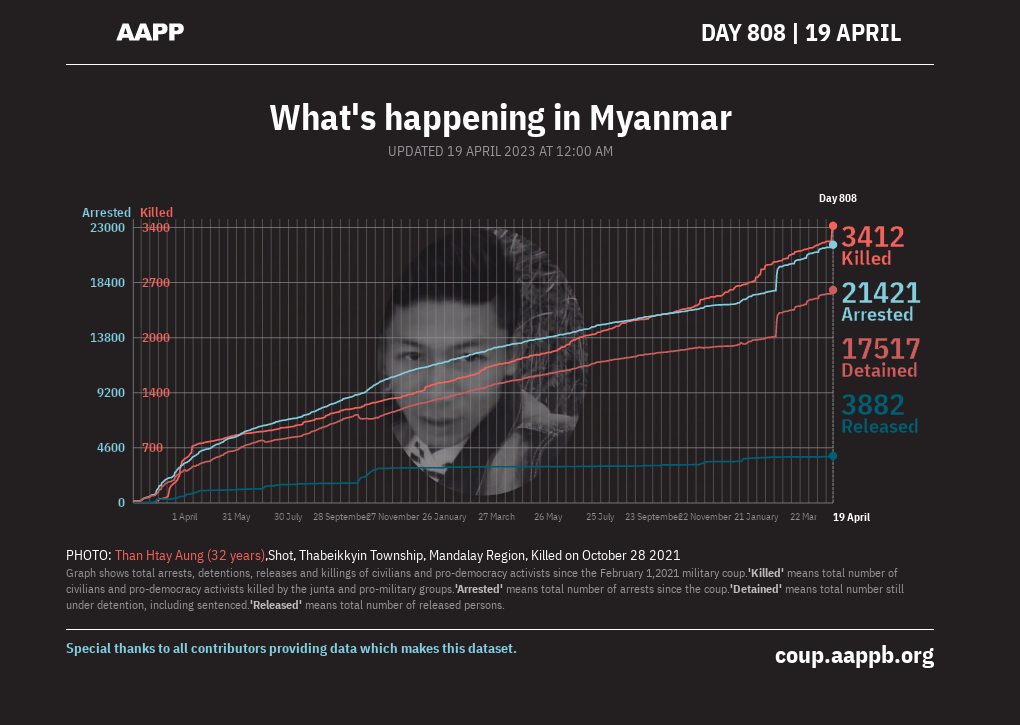 AAPP
DAY 808 | 19 APRIL
What's happening in Myanmar
UPDATED 19 APRIL 2023 AT 12:00 AM
Day 808
Arrested Killed
23000 3400
18400 2700
13800 2000
9200 1400
4600 700
0
3412
Killed
21421
Arrested
17517
Detained
3882
Released
1 April 31 May 30 July 28 September 27 November 26 January 27 March 26 May 25 July 23 September 22 November 21 January 22 Mar 19 April
PHOTO: Than Htay Aung (32 years),Shot, Thabeikkyin Township, Mandalay Region, Killed on October 28 2021
Graph shows total arrests, detentions, releases and killings of civilians and pro-democracy activists since the February 1,2021 military coup.'Killed' means total number of
civilians and pro-democracy activists killed by the junta and pro-military groups.'Arrested' means total number of arrests since the coup.'Detained' means total number still
under detention, including sentenced.'Released' means total number of released persons.
Special thanks to all contributors providing data which makes this dataset.
coup.aappb.org